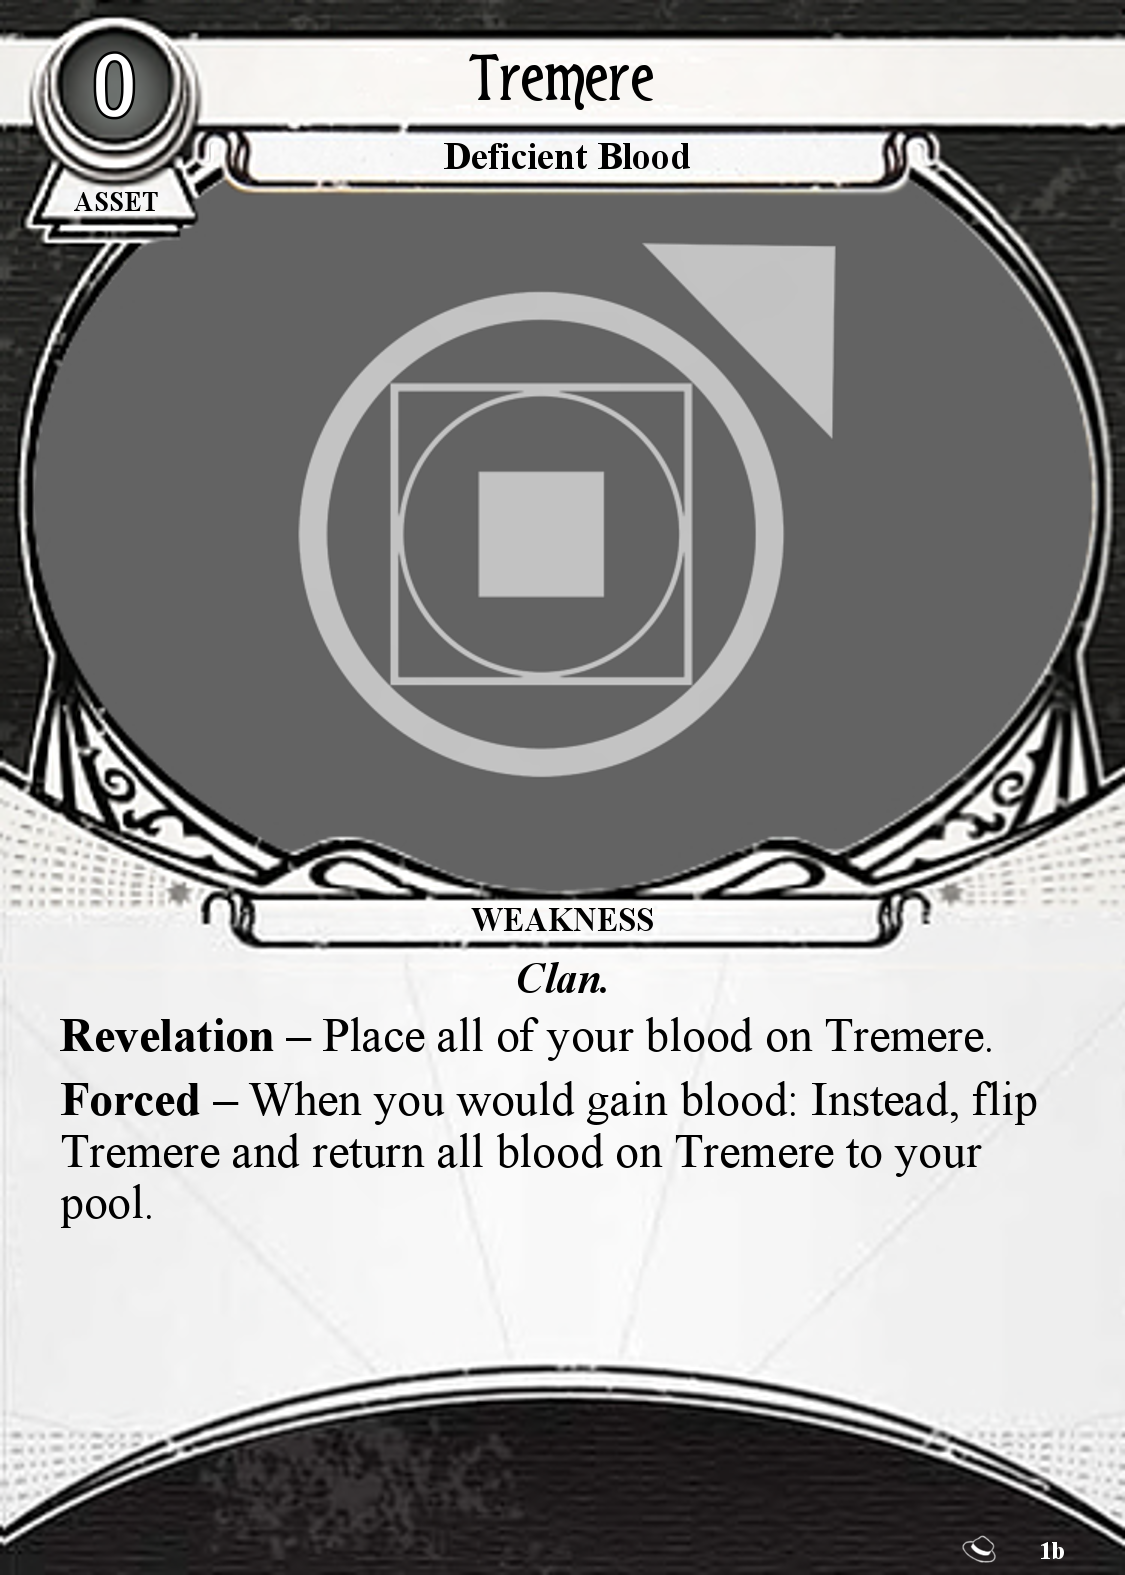 0
Tremere
Deficient Blood
ASSET
WEAKNESS
Clan.
Revelation – Place all of your blood on Tremere.
Forced – When you would gain blood: Instead, flip
Tremere and return all blood on Tremere to your
pool.
1b